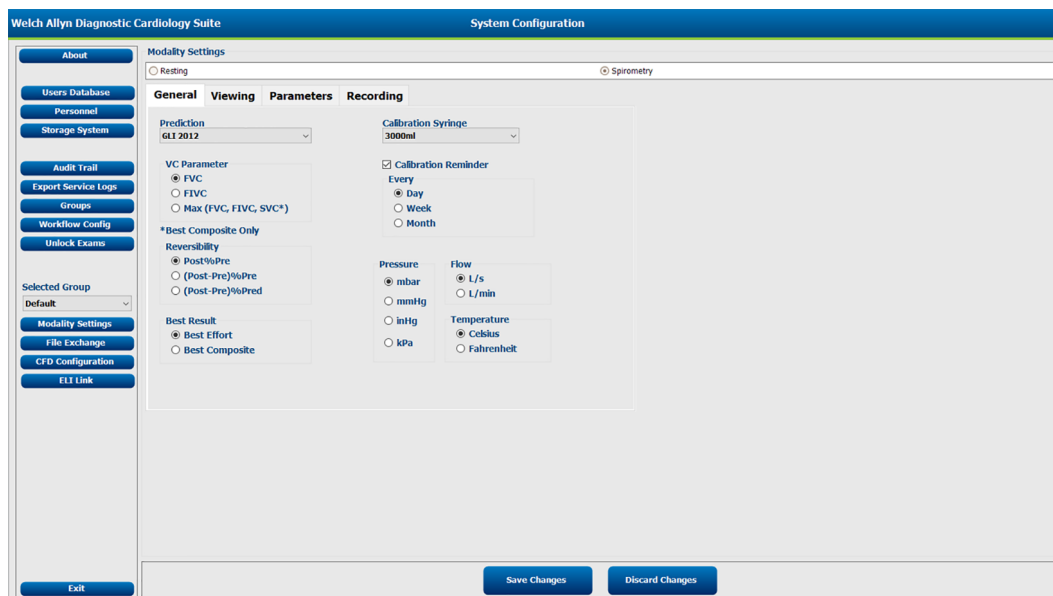 Welch Allyn Diagnostic Cardiology Suite
System Configuration
About
Users Database
Personnel
Storage System
Audit Trail
Export Service Logs
Groups
Workflow Config
Unlock Exams
Selected Group
Default
Modality Settings
File Exchange
CFD Configuration
ELI Link
Exit
Modality Settings
Resting
Spirometry
General Viewing Parameters Recording
Prediction
GLI 2012
VC Parameter
FVC
FIVC
Max (FVC, FIVC, SVC*)
*Best Composite Only
Reversibility
Post%Pre
(Post-Pre)%Pre
(Post-Pre)%Pred
Best Result
Best Effort
Best Composite
Calibration Syringe
3000ml
Calibration Reminder
Every
Day
Week
Month
Pressure
mbar
mmHg
inHg
kPa
Flow
L/s
L/min
Temperature
Celsius
Fahrenheit
Save Changes
Discard Changes